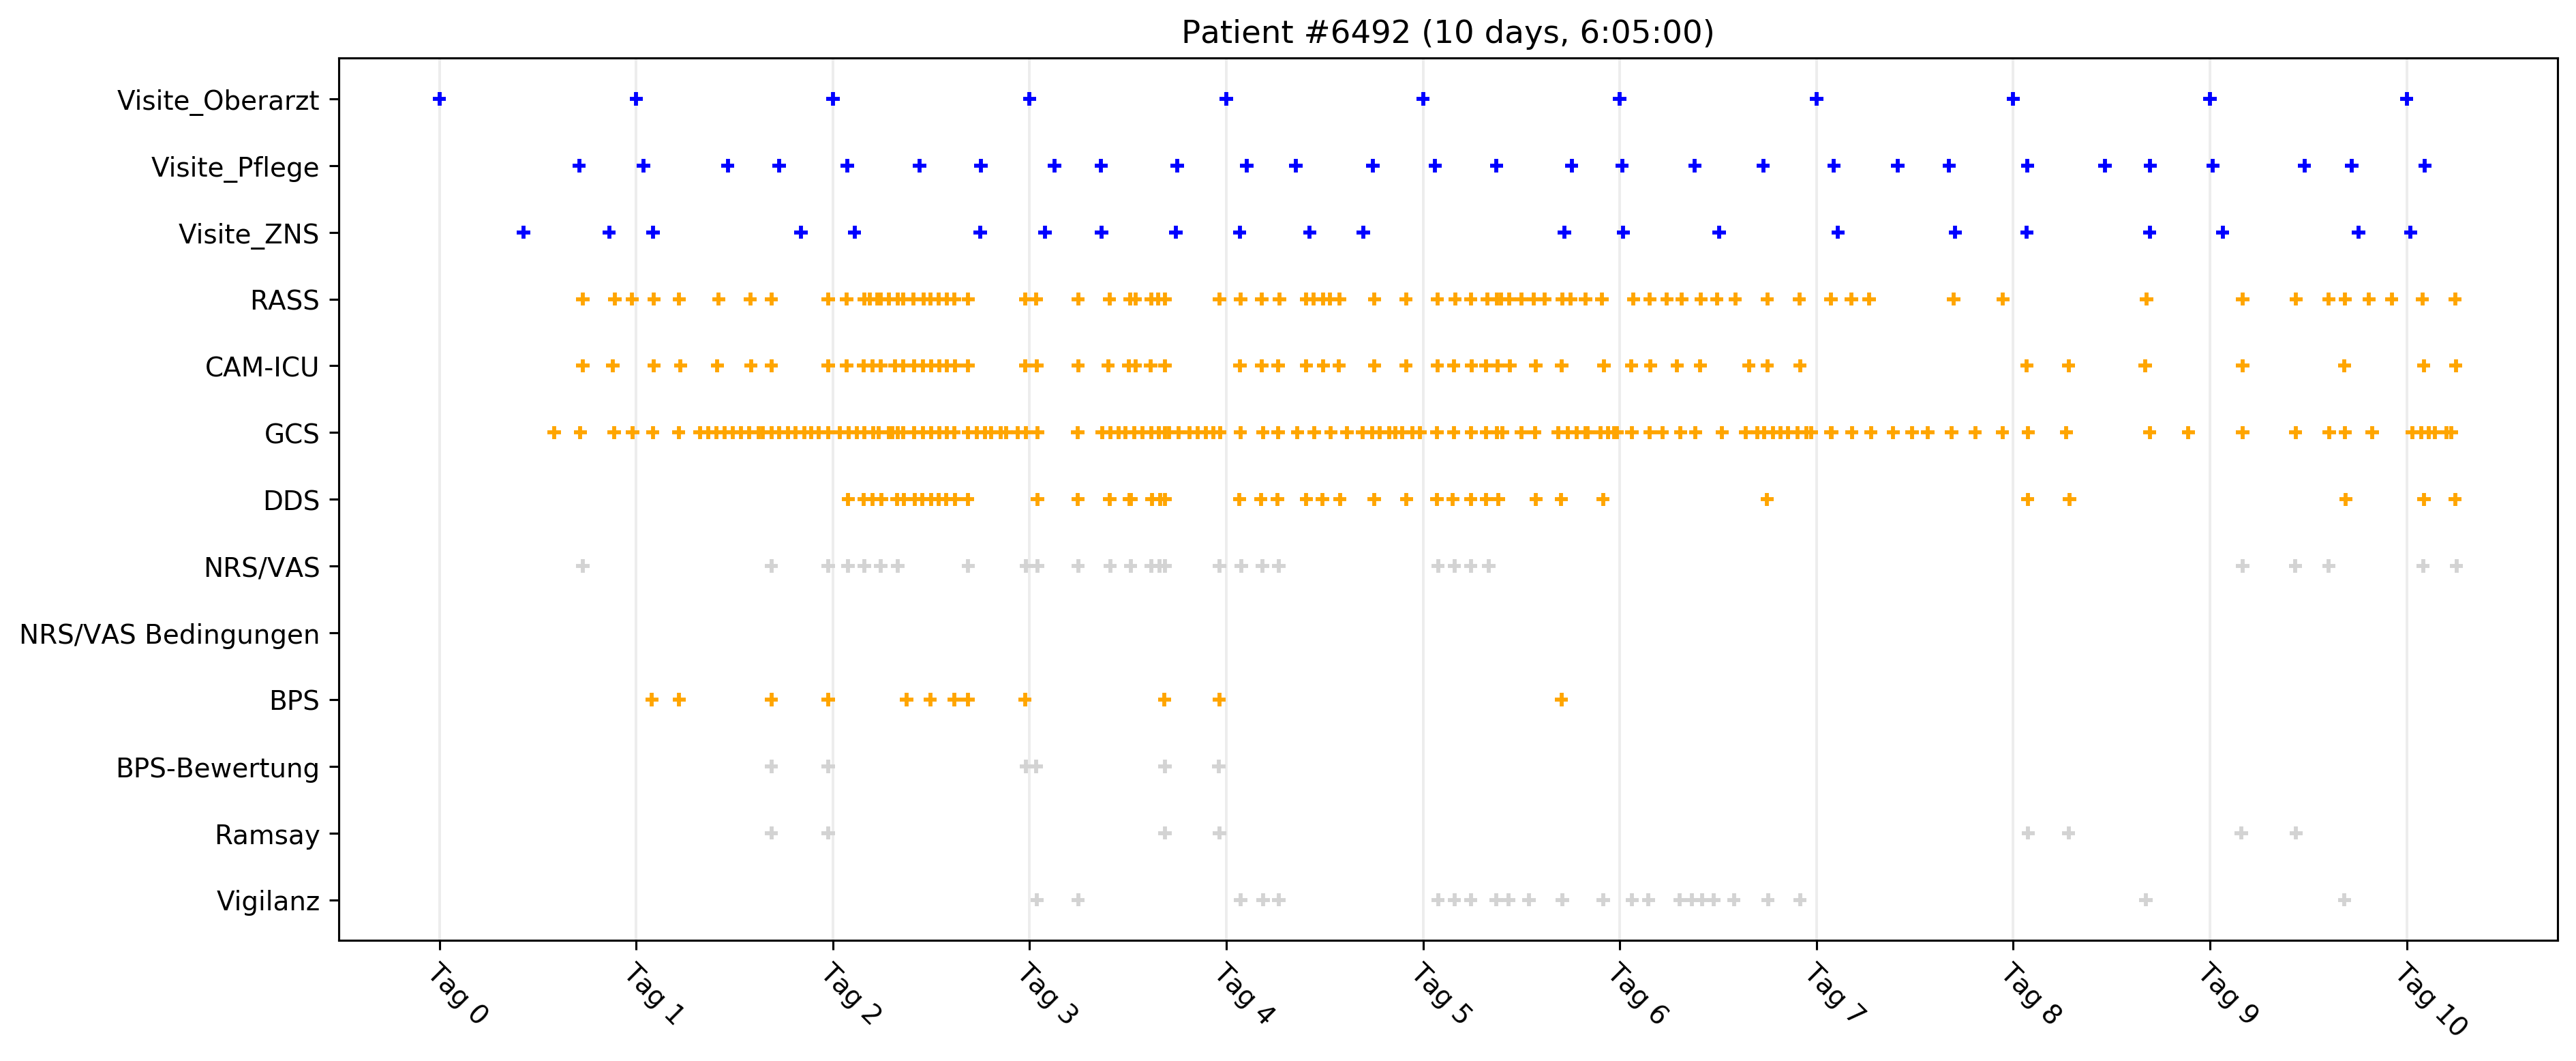 Patient #6492 (10 days, 6:05:00)
Visite_Oberarzt
Visite_Pflege
Visite_ZNS
RASS
CAM-ICU
GCS
DDS
NRS/VAS
NRS/VAS Bedingungen
BPS
BPS-Bewertung
Ramsay
Vigilanz
Tag 0
Tag 1
Tag 2
Tag 3
Tag 4
Tag 5
Tag 6
Tag 7
Tag 8
Tag 9
Tag 10